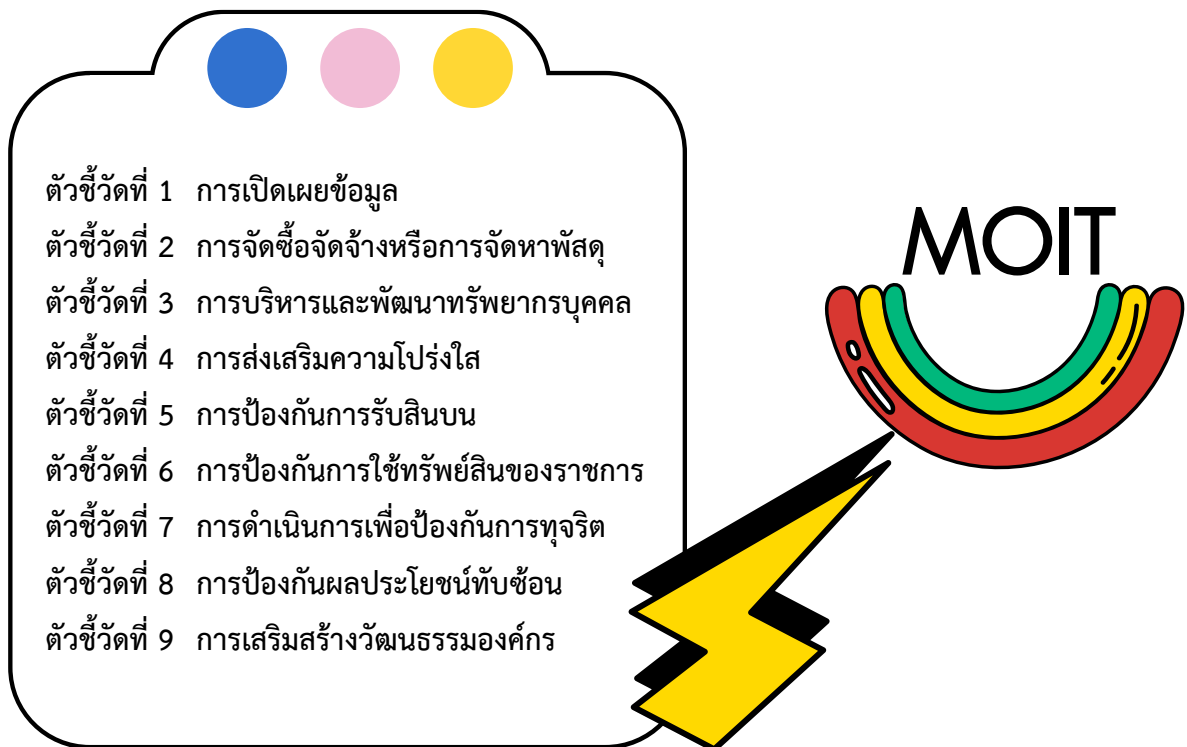 ตัวชี้วัดที่ 1 การเปิดเผยข้อมูล
ตัวชี้วัดที่ 2 การจัดซื้อจัดจ้างหรือการจัดหาพัสดุ
ตัวชี้วัดที่ 3 การบริหารและพัฒนาทรัพยากรบุคคล
ตัวชี้วัดที่ 4 การส่งเสริมความโปร่งใส
ตัวชี้วัดที่ 5 การป้องกันการรับสินบน
ตัวชี้วัดที่ 6 การป้องกันการใช้ทรัพย์สินของราชการ
ตัวชี้วัดที่ 7 การดำเนินการเพื่อป้องกันการทุจริต
ตัวชี้วัดที่ 8 การป้องกันผลประโยชน์ทับซ้อน
ตัวชี้วัดที่ 9 การเสริมสร้างวัฒนธรรมองค์กร
MOIT